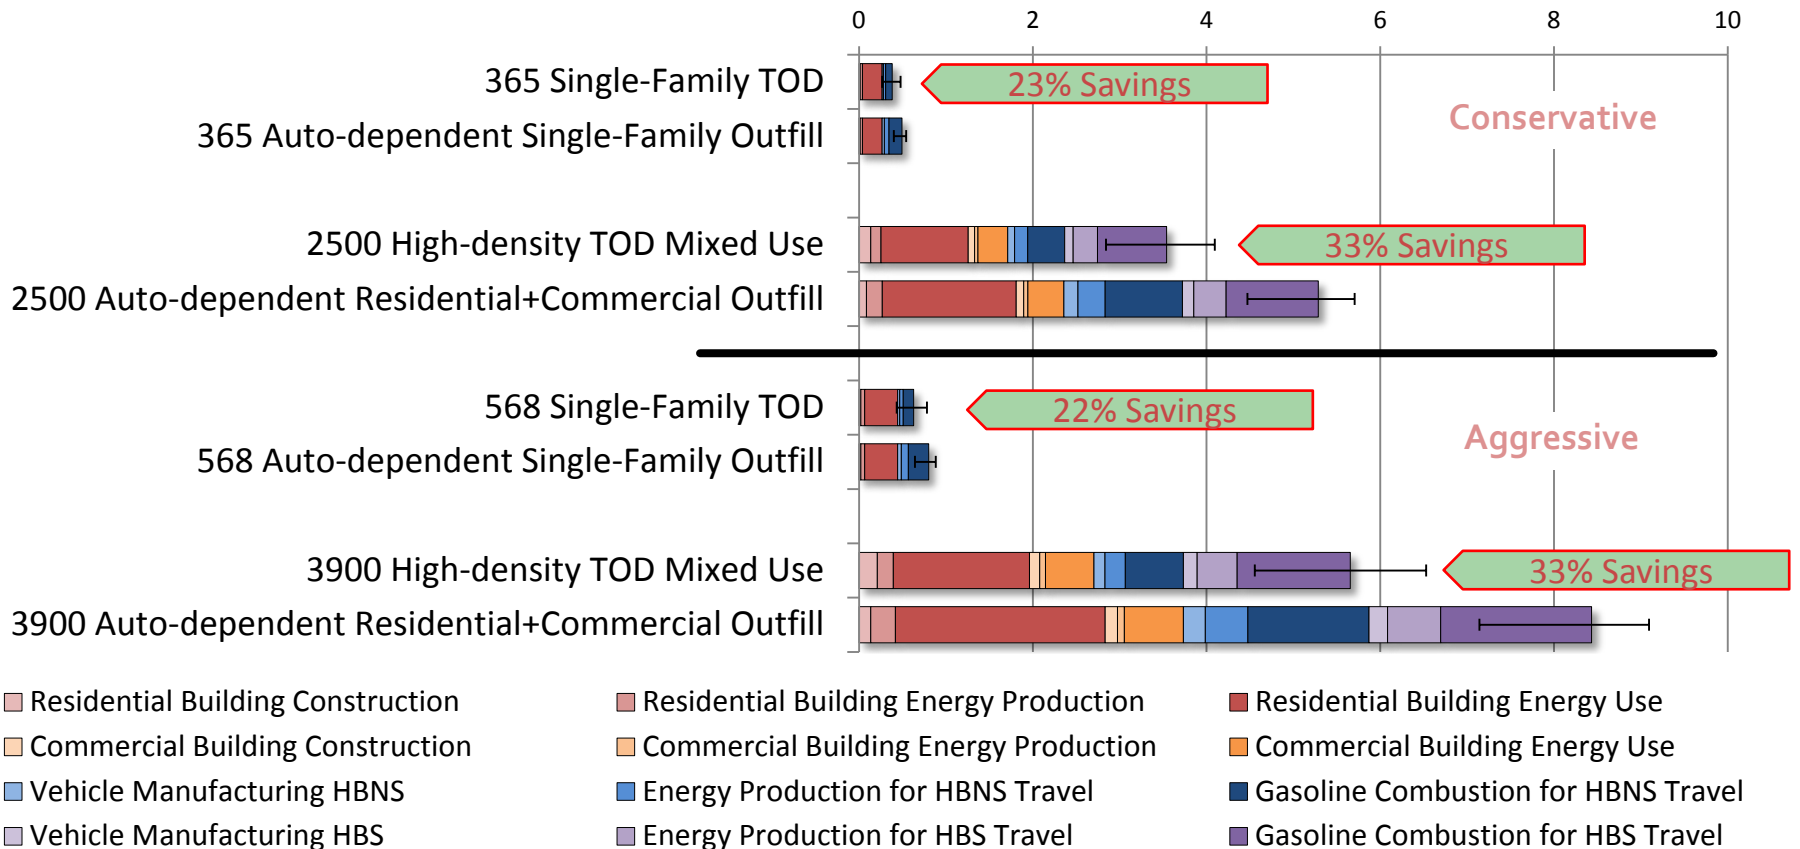 0 2 4 6 8 10
365 Single-Family TOD
23% Savings
Conservative
365 Auto-dependent Single-Family Outfill
2500 High-density TOD Mixed Use
33% Savings
2500 Auto-dependent Residential+Commercial Outfill
568 Single-Family TOD
22% Savings
Aggressive
568 Auto-dependent Single-Family Outfill
3900 High-density TOD Mixed Use
33% Savings
3900 Auto-dependent Residential+Commercial Outfill
Residential Building Construction
Residential Building Energy Production
Residential Building Energy Use
Commercial Building Construction
Commercial Building Energy Production
Commercial Building Energy Use
Vehicle Manufacturing HBNS
Energy Production for HBNS Travel
Gasoline Combustion for HBNS Travel
Vehicle Manufacturing HBS
Energy Production for HBS Travel
Gasoline Combustion for HBS Travel